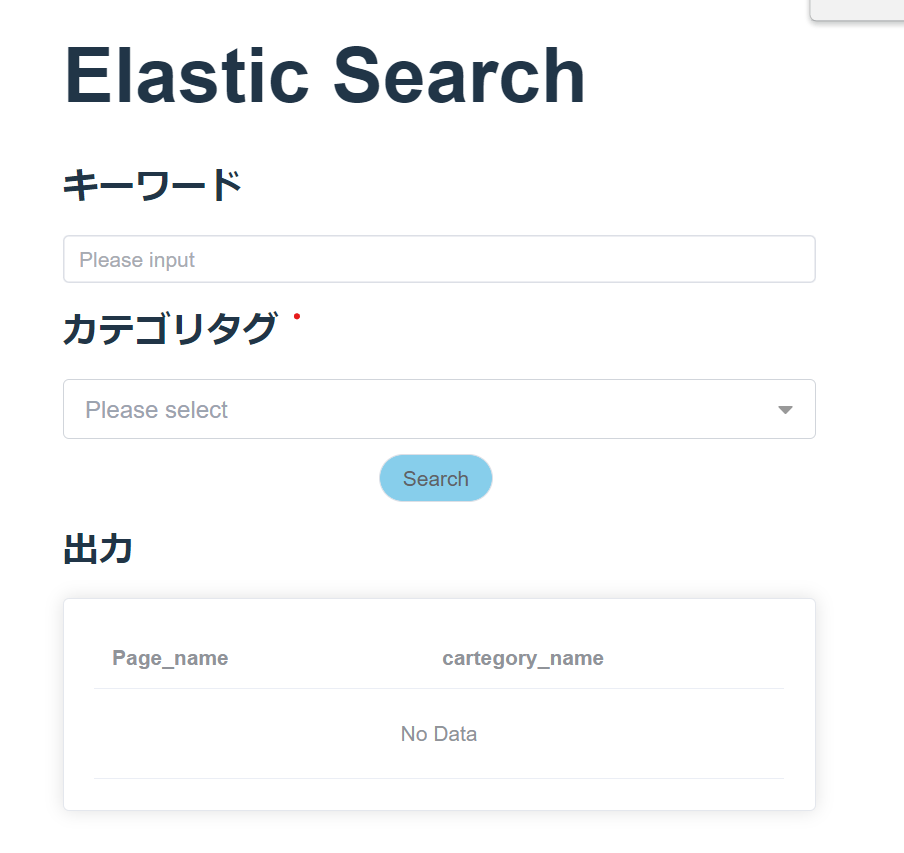 Elastic Search
キーワード
Please input
カテゴリタグ
Please select
Search
出力
Page_name cartegory_name
No Data